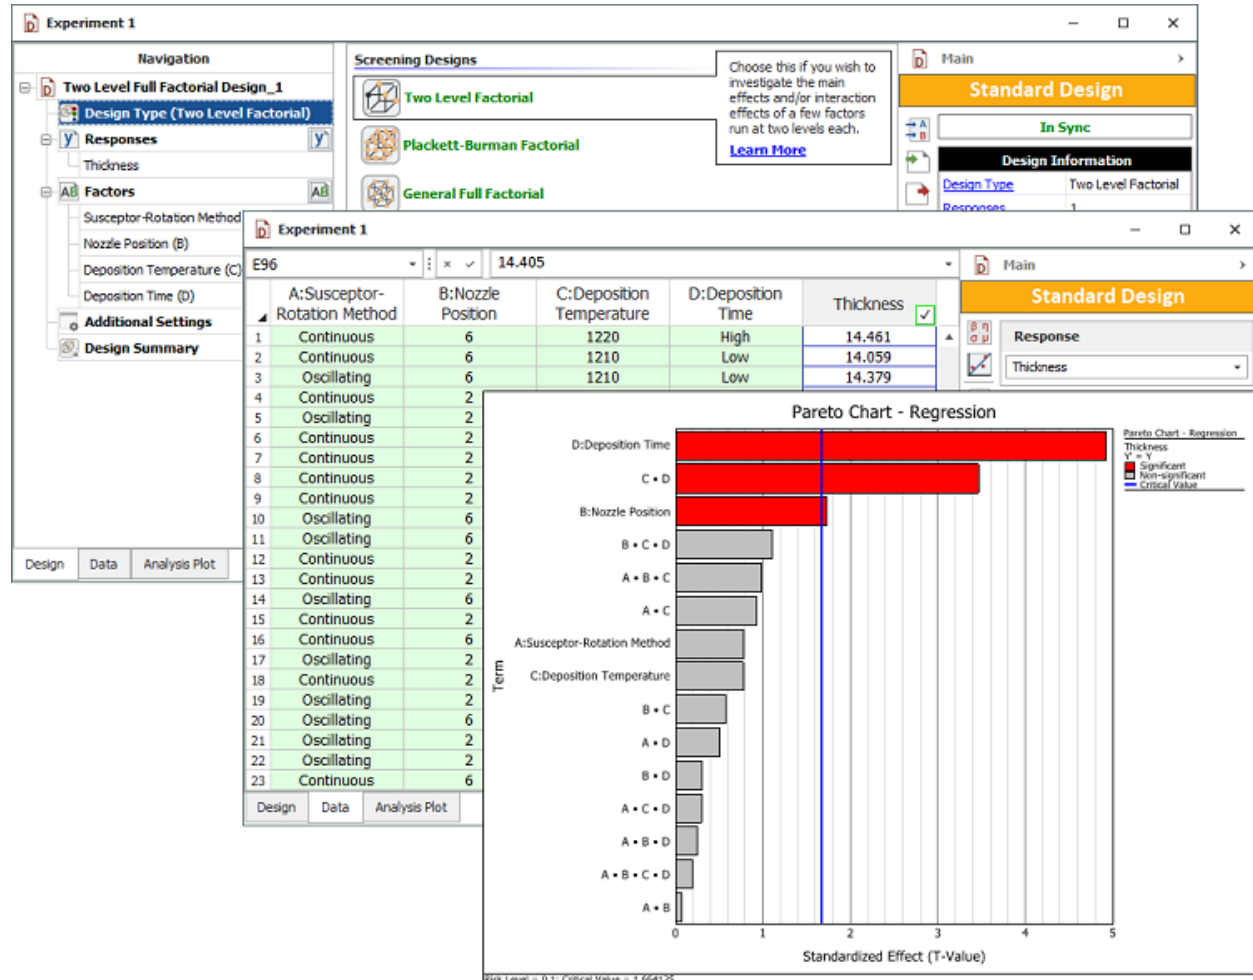 Experiment 1
Navigation
Two Level Full Factorial Design_1
Design Type (Two Level Factorial)
Responses
Thickness
Factors
Susceptor-Rotation Method
Nozzle Position (B)
Deposition Temperature (C)
Deposition Time (D)
Additional Settings
Design Summary
Design Data Analysis Plot
Screening Designs
Two Level Factorial
Plackett-Burman Factorial
General Full Factorial
Choose this if you wish to
investigate the main
effects and/or interaction
effects of a few factors
run at two levels each.
Learn More
Main
Standard Design
In Sync
Design Information
Design Type Two Level Factorial
Responses 1
Experiment 1
E96 14.405
A:Susceptor-Rotation Method B:Nozzle Position C:Deposition Temperature D:Deposition Time Thickness
1 Continuous 6 1220 High 14.461
2 Continuous 6 1210 Low 14.059
3 Oscillating 6 1210 Low 14.379
4 Continuous 2
5 Oscillating 2
6 Continuous 2
7 Continuous 2
8 Continuous 2
9 Continuous 2
10 Oscillating 6
11 Oscillating 6
12 Continuous 2
13 Continuous 2
14 Oscillating 6
15 Continuous 2
16 Continuous 6
17 Oscillating 2
18 Continuous 2
19 Oscillating 2
20 Oscillating 6
21 Oscillating 2
22 Oscillating 2
23 Continuous 6
Design Data Analysis Plot
Main
Standard Design
Response
Thickness
Pareto Chart - Regression
Term
D:Deposition Time
C • D
B:Nozzle Position
B • C • D
A • B • C
A • C
A:Susceptor-Rotation Method
C:Deposition Temperature
B • C
A • D
B • D
A • C • D
A • B • D
A • B • C • D
A • B
0 1 2 3 4 5
Standardized Effect (T-Value)
Pareto Chart - Regression
Thickness
Y' = Y
Significant
Non-significant
Critical Value